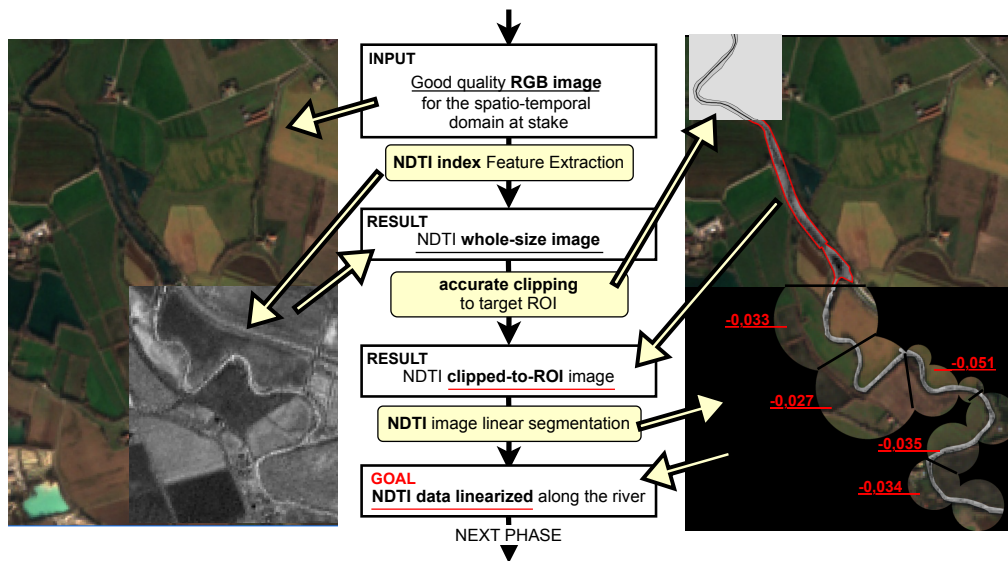 INPUT
Good quality RGB image
for the spatio-temporal
domain at stake
NDTI index Feature Extraction
RESULT
NDTI whole-size image
accurate clipping
to target ROI
RESULT
NDTI clipped-to-ROI image
NDTI image linear segmentation
GOAL
NDTI data linearized along the river
NEXT PHASE
-0,033
-0,051
-0,027
-0,035
-0,034